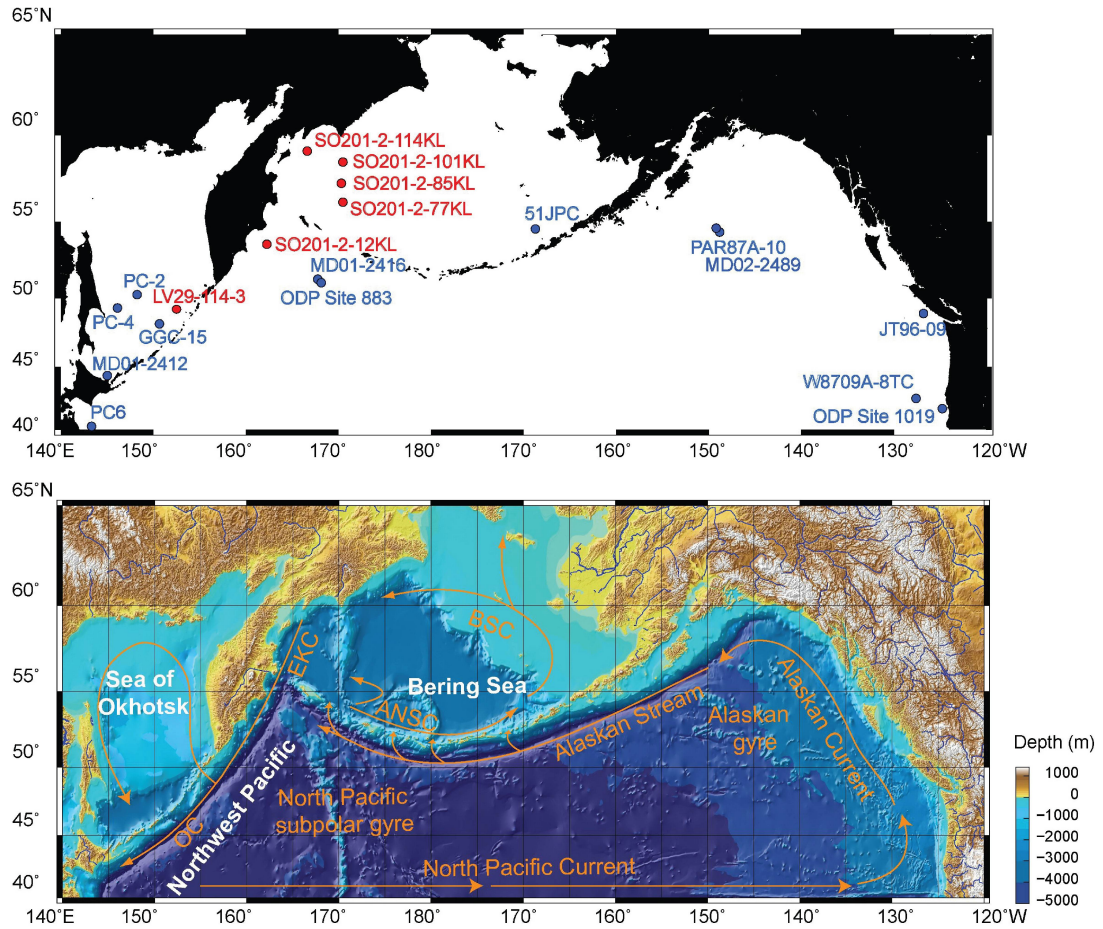 65˚N
60˚
55˚
50˚
45˚
40˚
140˚E
150˚
160˚
170˚
180˚
170˚
160˚
150˚
140˚
130˚
120˚W
SO201-2-114KL
SO201-2-101KL
SO201-2-85KL
SO201-2-77KL
SO201-2-12KL
51JPC
PAR87A-10
MD02-2489
MD01-2416
ODP Site 883
PC-2
LV29-114-3
PC-4
GGC-15
JT96-09
MD01-2412
W8709A-8TC
PC6
ODP Site 1019
65˚N
60˚
55˚
50˚
45˚
40˚
140˚E
150˚
160˚
170˚
180˚
170˚
160˚
150˚
140˚
130˚
120˚W
BSC
EKC
Sea of
Okhotsk
Bering Sea
ANSC
Alaskan Stream
Alaskan
gyre
Alaskan Current
OC
Northwest Pacific
North Pacific
subpolar gyre
North Pacific Current
Depth (m)
1000
0
−1000
−2000
−3000
−4000
−5000